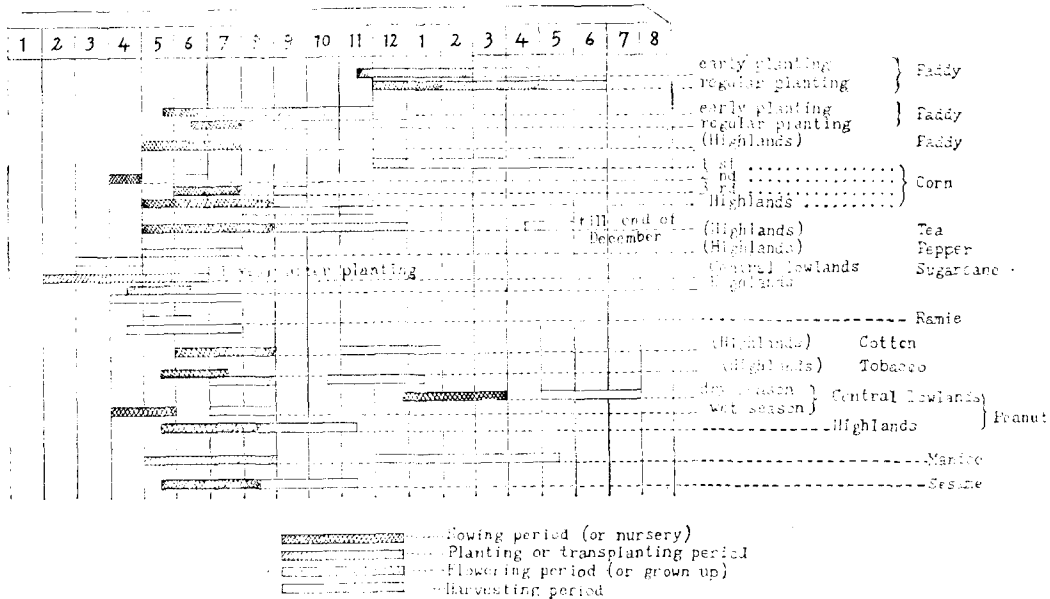 1 2 3 4 5 6 7 8 9 10 11 12 1 2 3 4 5 6 7 8
early planting
regular planting } Paddy
early planting
regular planting } Paddy
(Highlands) Paddy
1 st
2 nd
3 rd } Corn
Highlands
till end of
December
(Highlands) Tea
(Highlands) Pepper
after planting
Central lowlands Sugarcane
Highlands
Ramie
(Highlands) Cotten
(Highlands) Tobacco
dry season
wet season } Central lowlands
Highlands } Peanut
Manioc
Sesame
Sowing period (or nursery)
Planting or transplanting period
Flowering period (or grown up)
Harvesting period